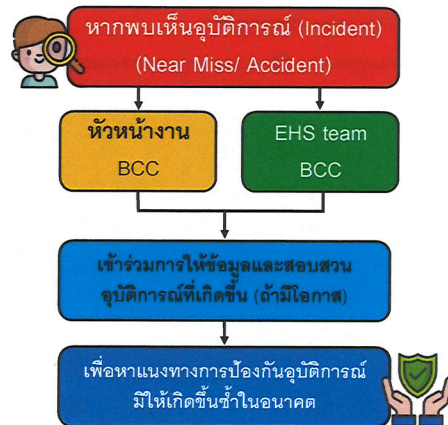 หากพบเห็นอุบัติการณ์ (Incident)
(Near Miss/ Accident)
หัวหน้างาน
BCC
EHS team
BCC
เข้าร่วมการให้ข้อมูลและสอบสวน
อุบัติการณ์ที่เกิดขึ้น (ถ้ามีโอกาส)
เพื่อหาแนงทางการป้องกันอุบัติการณ์
มิให้เกิดขึ้นซ้ำในอนาคต